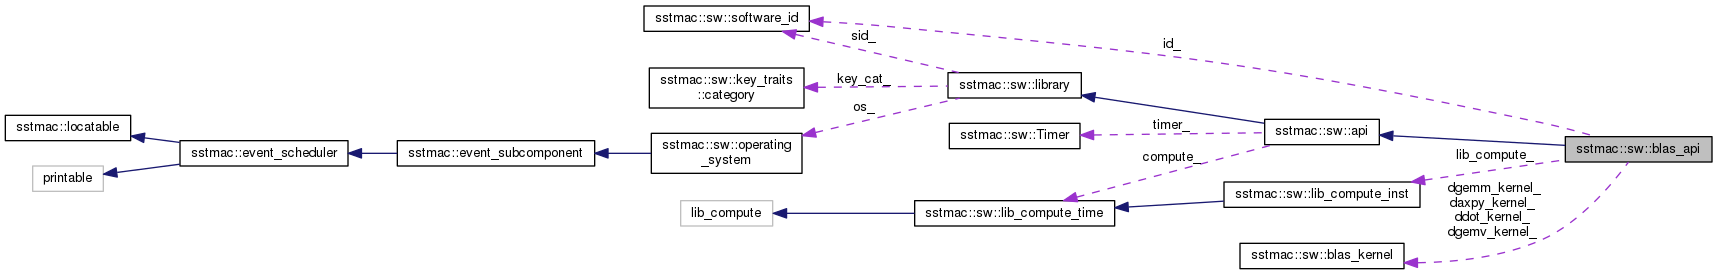 sstmac::sw::software_id
id_
sid_
sstmac::sw::key_traits
::category
key_cat_
sstmac::sw::library
os_
sstmac::locatable
timer_
sstmac::sw::Timer
sstmac::sw::api
sstmac::sw::operating
_system
sstmac::event_scheduler
sstmac::event_subcomponent
compute_
lib_compute_
sstmac::sw::blas_api
printable
sstmac::sw::lib_compute_inst
dgemm_kernel_
daxpy_kernel_
ddot_kernel_
dgemv_kernel_
lib_compute
sstmac::sw::lib_compute_time
sstmac::sw::blas_kernel